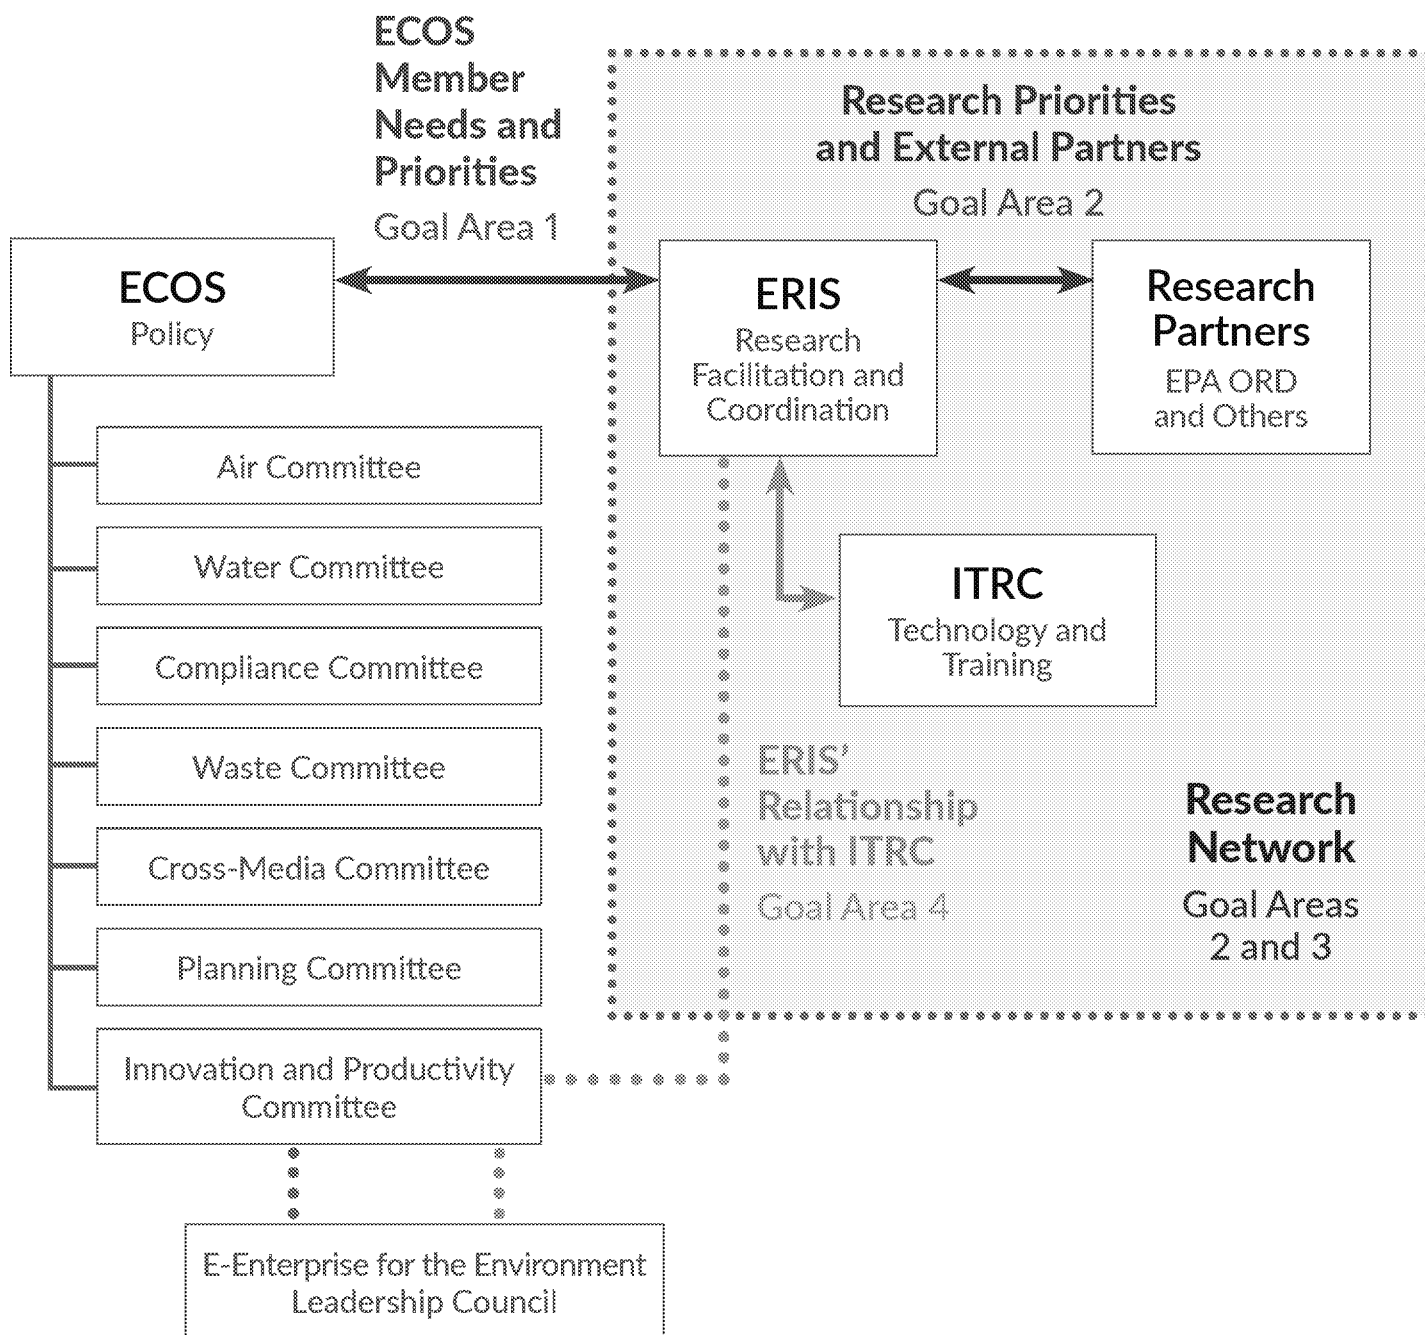 ECOS
Member
Needs and
Priorities
Goal Area 1
Research Priorities
and External Partners
Goal Area 2
ECOS
Policy
ERIS
Research
Facilitation and
Coordination
Research
Partners
EPA ORD
and Others
Air Committee
Water Committee
Compliance Committee
Waste Committee
Cross-Media Committee
Planning Committee
Innovation and Productivity
Committee
E-Enterprise for the Environment
Leadership Council
ITRC
Technology and
Training
ERIS’
Relationship
with ITRC
Goal Area 4
Research
Network
Goal Areas
2 and 3